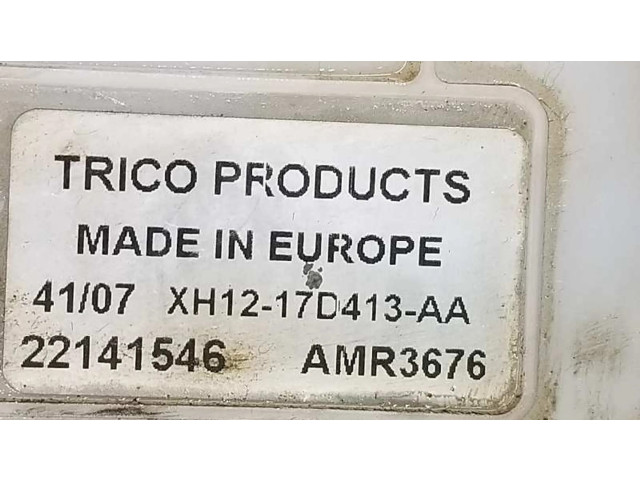 TRICO PRODUCTS
MADE IN EUROPE
41/07 XH12-17D413-AA
22141546 AMR3676